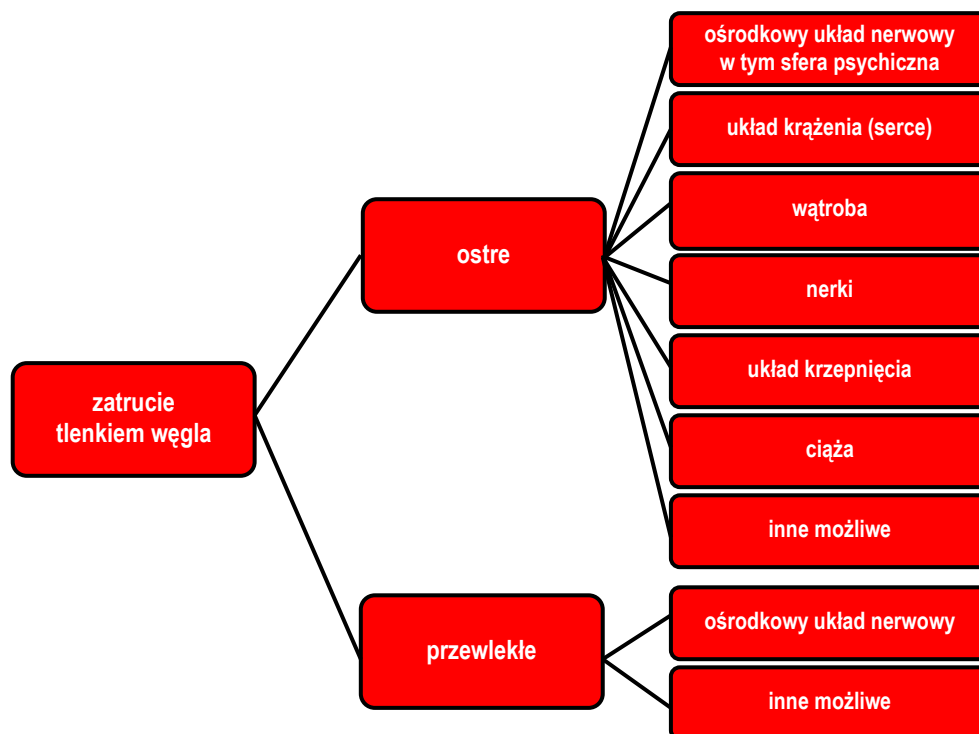 zatrucie
tlenkiem węgla
ostre
ośrodkowy układ nerwowy
w tym sfera psychiczna
układ krążenia (serce)
wątroba
nerki
układ krzepnięcia
ciąża
inne możliwe
przewlekłe
ośrodkowy układ nerwowy
inne możliwe